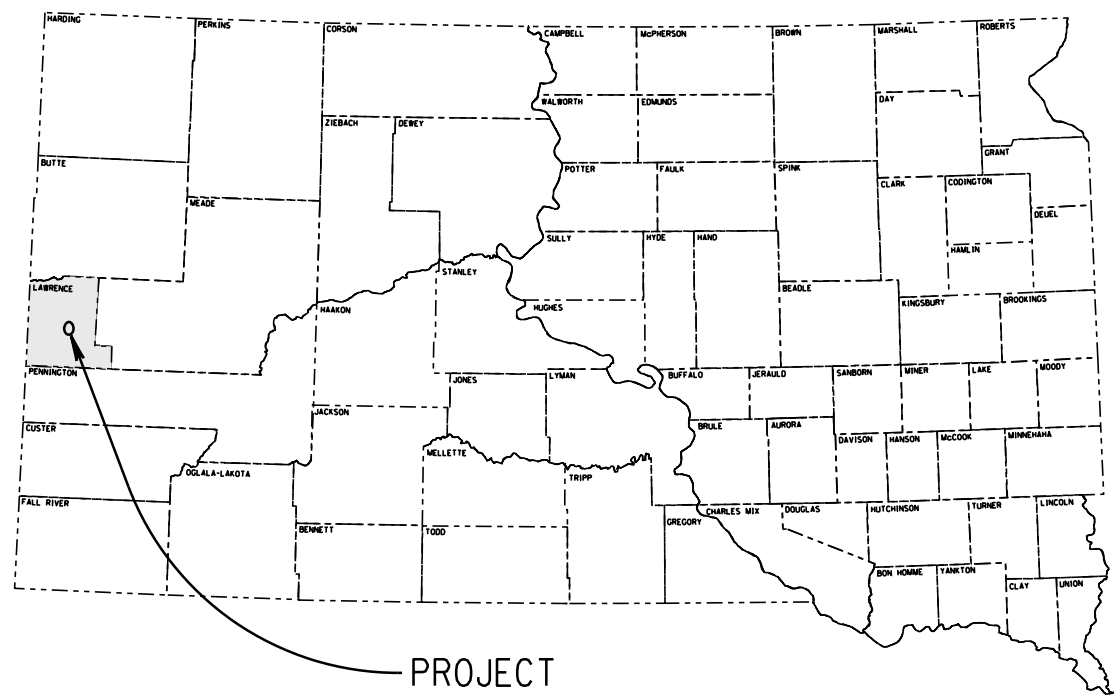 HARDING
PERKINS
CORSON
CAMPBELL
McPHERSON
BROWN
MARSHALL
ROBERTS
WALWORTH
EDMUNDS
DAY
ZIEBACH
DEWEY
GRANT
BUTTE
POTTER
FAULK
SPINK
CLARK
CODINGTON
MEADE
DEUEL
SULLY
HYDE
HAND
HAMLIN
STANLEY
LAWRENCE
BEADLE
HAAKON
HUGHES
KINGSBURY
BROOKINGS
PENNINGTON
JONES
LYMAN
BUFFALO
JERAULD
SANBORN
MINER
LAKE
MOODY
JACKSON
CUSTER
BRULE
AURORA
DAVISON
HANSON
McCOOK
MINNEHAHA
MELLETTE
OGLALA-LAKOTA
TRIPP
FALL RIVER
GREGORY
CHARLES MIX
DOUGLAS
HUTCHINSON
TURNER
LINCOLN
BENNETT
TODD
BON HOMME
YANKTON
CLAY
UNION
PROJECT